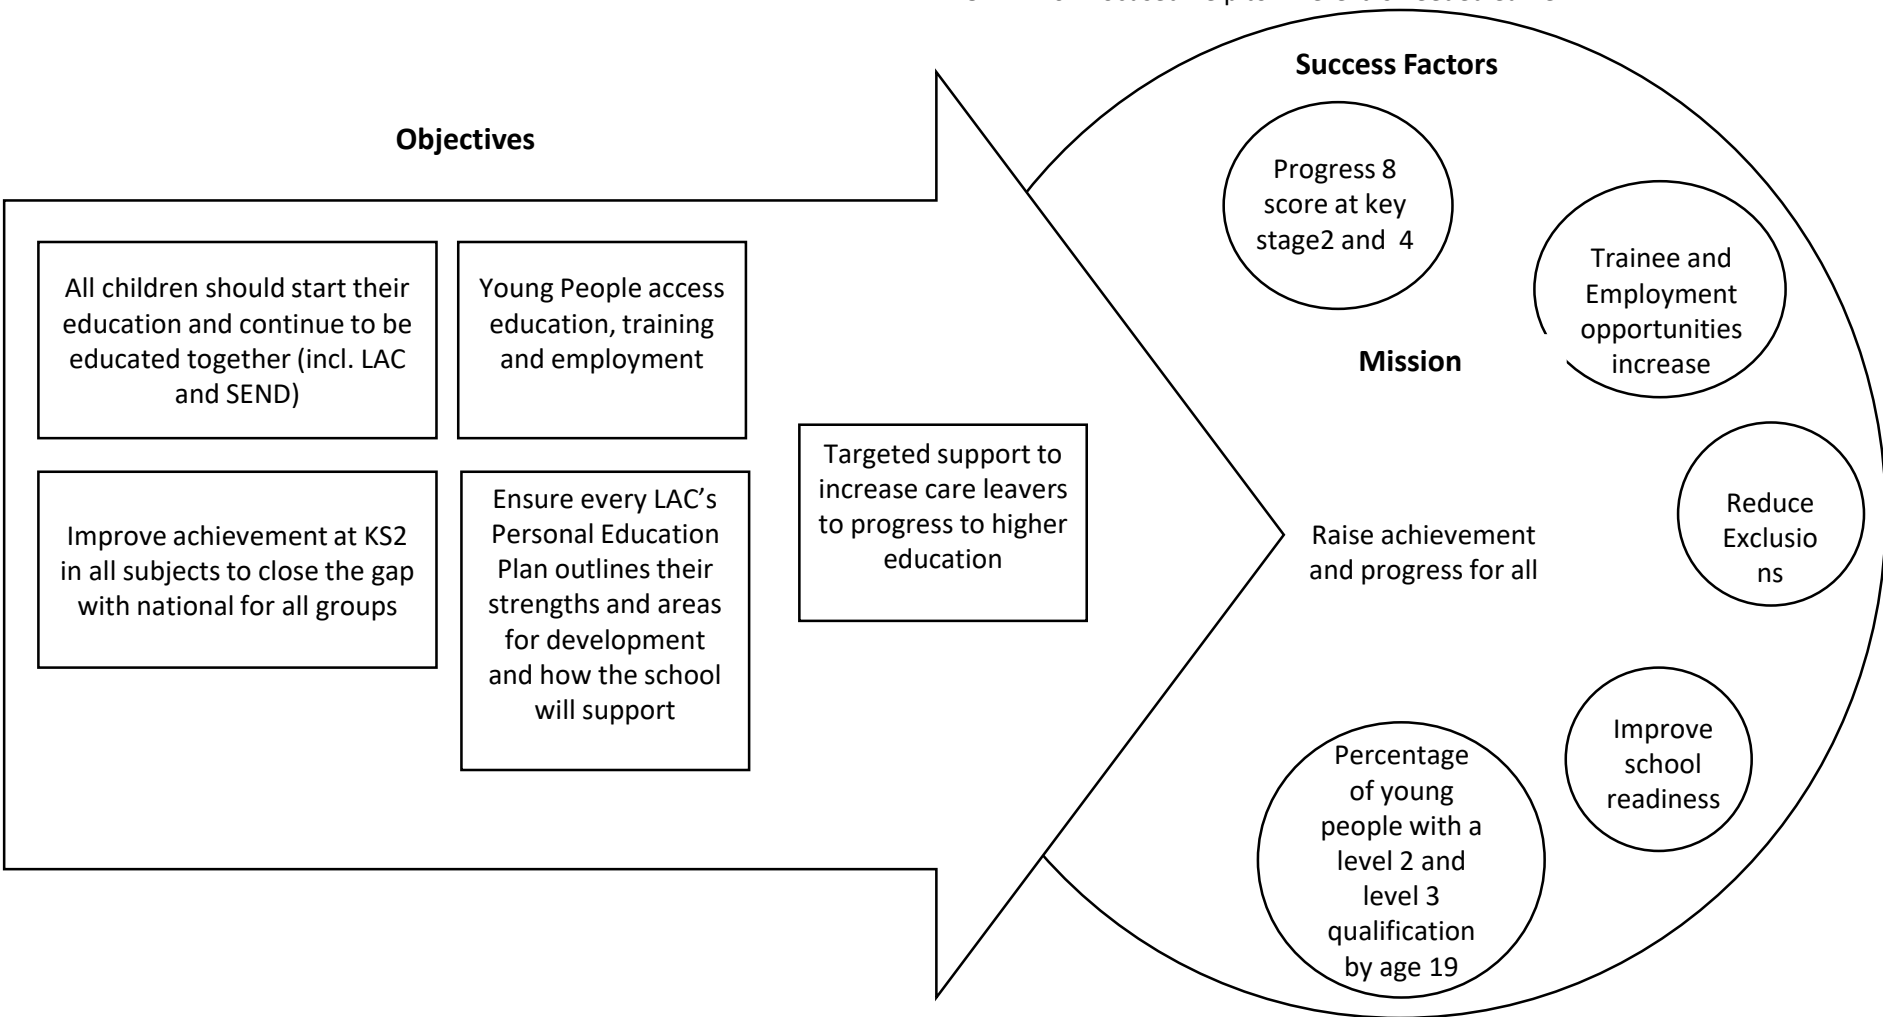 Success Factors
Objectives
All children should start their
education and continue to be
educated together (incl. LAC
and SEND)
Young People access
education, training
and employment
Improve achievement at KS2
in all subjects to close the gap
with national for all groups
Ensure every LAC’s
Personal Education
Plan outlines their
strengths and areas
for development
and how the school
will support
Targeted support to
increase care leavers
to progress to higher
education
Progress 8
score at key
stage2 and 4
Trainee and
Employment
opportunities
increase
Mission
Raise achievement
and progress for all
Reduce
Exclusio
ns
Improve
school
readiness
Percentage
of young
people with a
level 2 and
level 3
qualification
by age 19